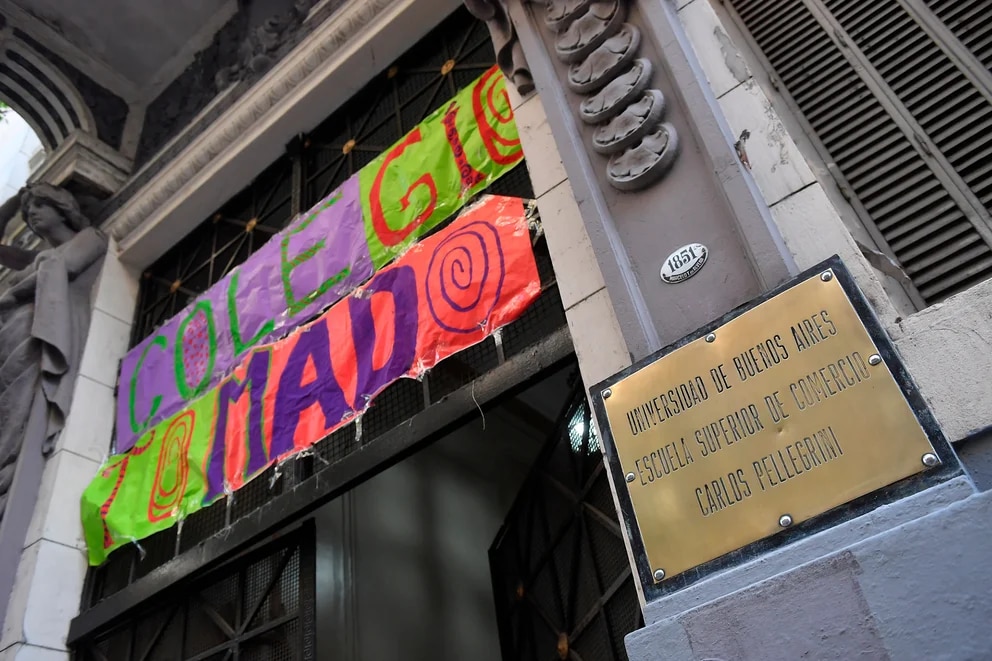 COLEGIO
TOMADO
1851
UNIVERSIDAD DE BUENOS AIRES
ESCUELA SUPERIOR DE COMERCIO
CARLOS PELLEGRINI